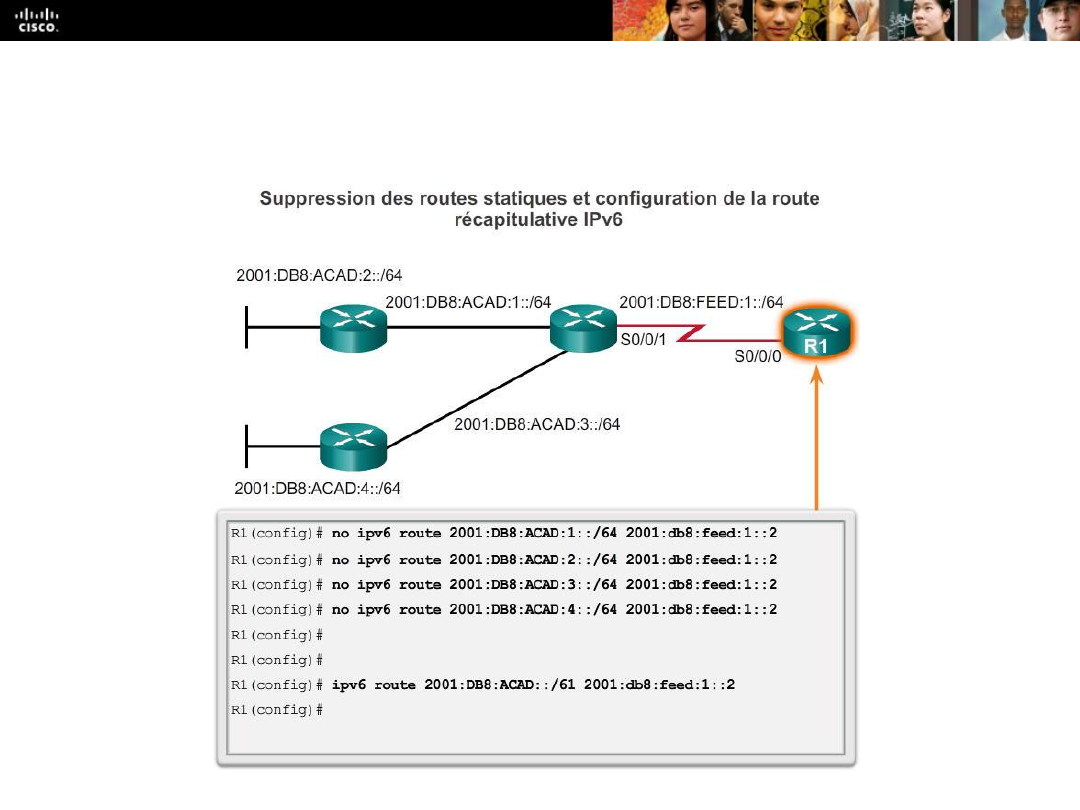 CISCO.
Suppression des routes statiques et configuration de la route
récapitulative IPv6
2001:DB8:ACAD:2::/64
2001:DB8:ACAD:1::/64
2001:DB8:FEED:1::/64
S0/0/1
S0/0/0
R1
2001:DB8:ACAD:3::/64
2001:DB8:ACAD:4::/64
R1(config)# no ipv6 route 2001:DB8:ACAD:1::/64 2001:db8:feed:1::2
R1(config)# no ipv6 route 2001:DB8:ACAD:2::/64 2001:db8:feed:1::2
R1(config)# no ipv6 route 2001:DB8:ACAD:3::/64 2001:db8:feed:1::2
R1(config)# no ipv6 route 2001:DB8:ACAD:4::/64 2001:db8:feed:1::2
R1(config)#
R1(config)#
R1(config)# ipv6 route 2001:DB8:ACAD::/61 2001:db8:feed:1::2
R1(config)#